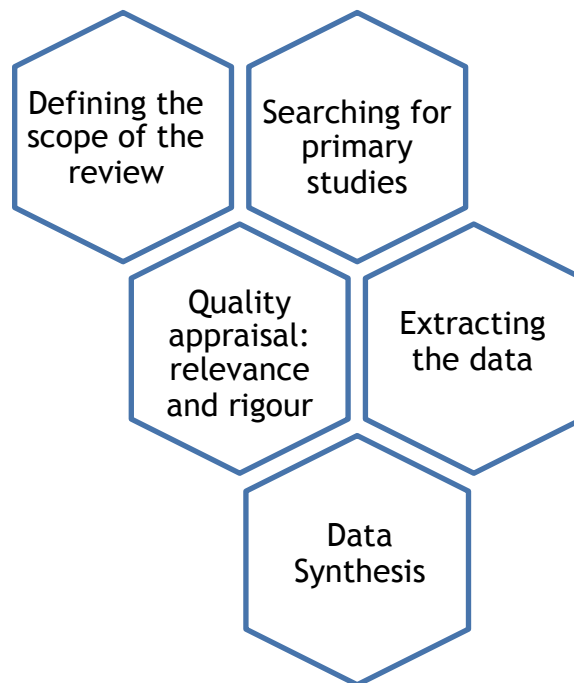 Defining the
scope of the
review
Searching for
primary
studies
Quality
appraisal:
relevance
and rigour
Extracting
the data
Data
Synthesis